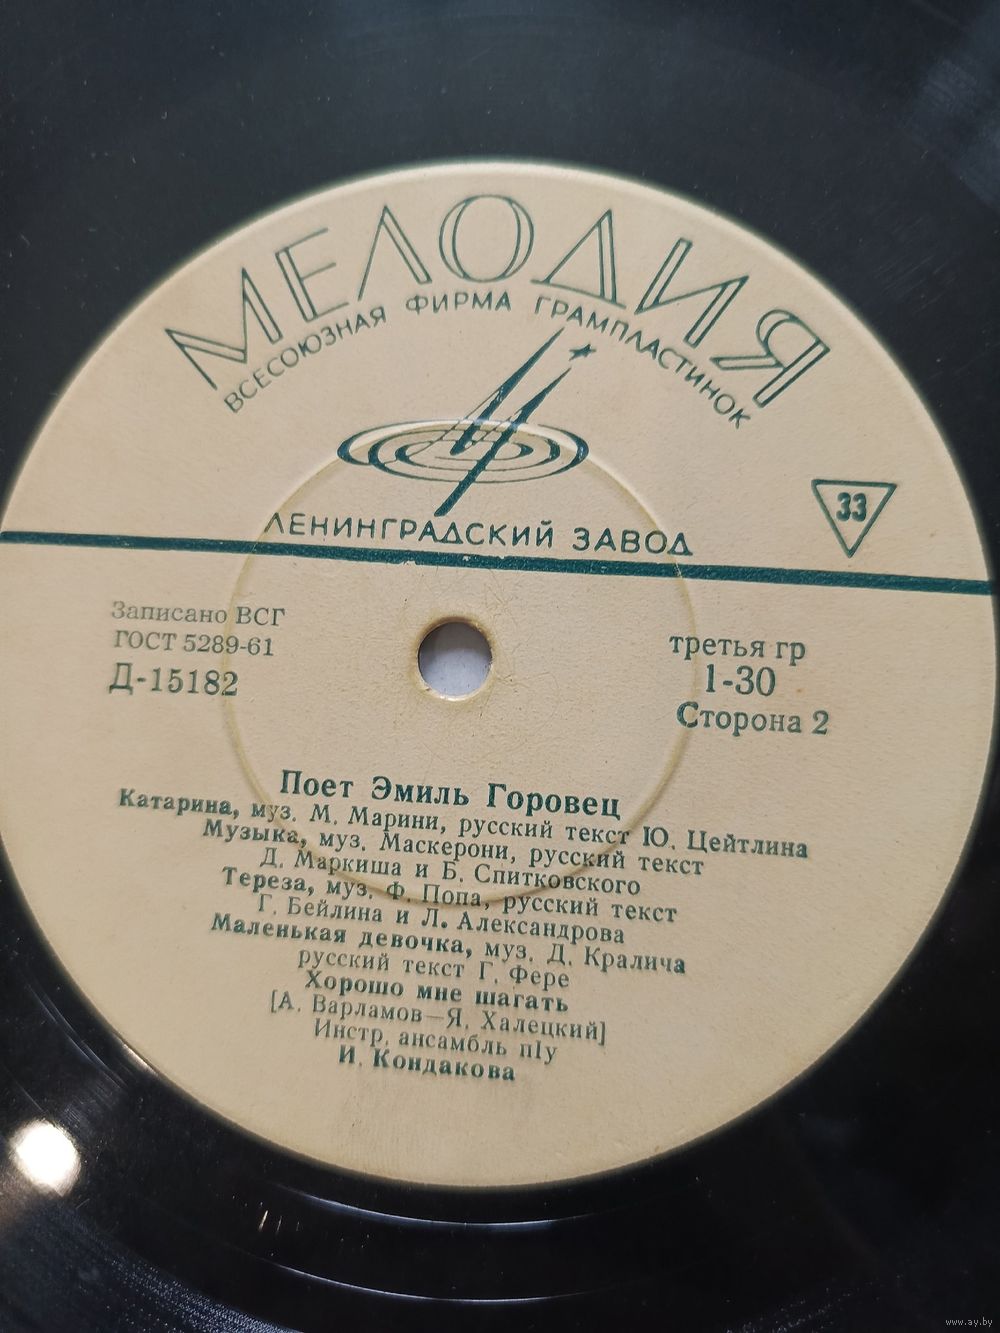 МЕЛОДИЯ
ВСЕСОЮЗНАЯ ФИРМА ГРАМПЛАСТИНОК
ЛЕНИНГРАДСКИЙ ЗАВОД
33
Записано ВСГ
ГОСТ 5289-61
Д-15182
третья гр
1-30
Сторона 2
Поет Эмиль Горовец
Катарина, муз. М. Марини, русский текст Ю. Цейтлина
Музыка, муз. Маскерони, русский текст
Д. Маркиша и Б. Спитковского
Тереза, муз. Ф. Попа, русский текст
Г. Бейлина и Л. Александрова
Маленькая девочка, муз. Д. Кралича
русский текст Г. Фере
Хорошо мне шагать
[А. Варламов—Я. Халецкий]
Инстр. ансамбль п/у
И. Кондакова
www.ay.by